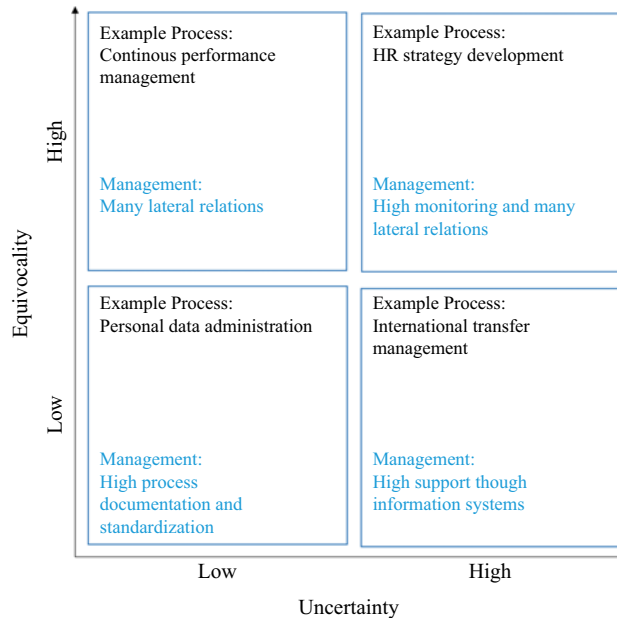 Example Process:
Continous performance
management
Management:
Many lateral relations
Example Process:
HR strategy development
Management:
High monitoring and many
lateral relations
Example Process:
Personal data administration
Management:
High process
documentation and
standardization
Example Process:
International transfer
management
Management:
High support though
information systems
High
Low
Equivocality
Low
High
Uncertainty